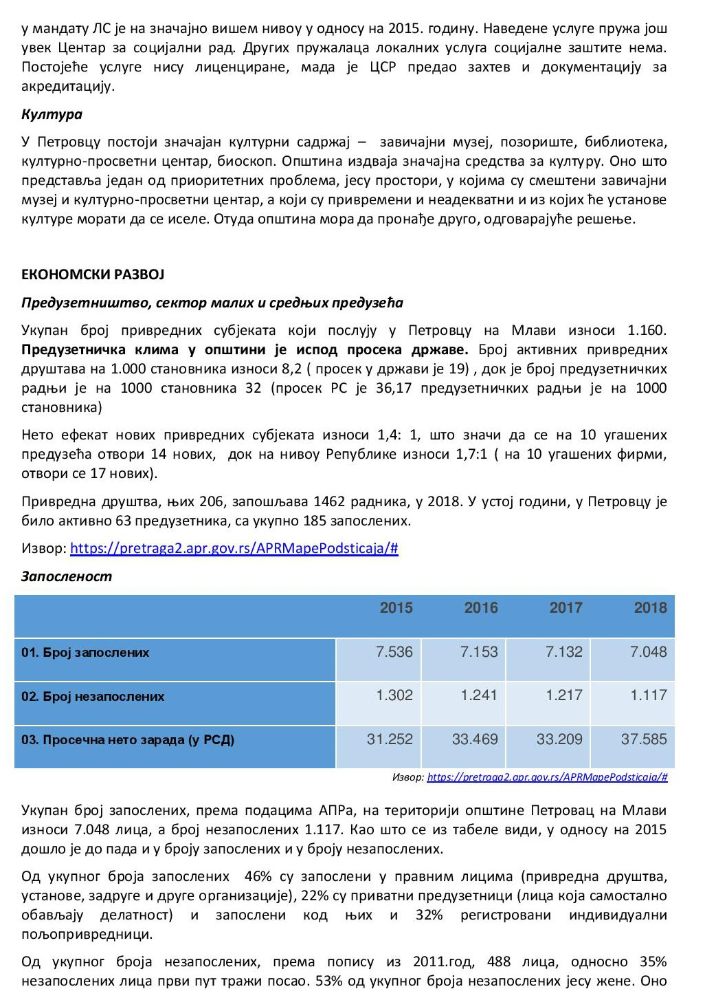 у мандату ЛС је на значајно вишем нивоу у односу на 2015. годину. Наведене услуге пружа још
увек Центар за социјални рад. Других пружалаца локалних услуга социјалне заштите нема.
Постојеће услуге нису лиценциране, мада је ЦСР предао захтев и документацију за
акредитацију.
Култура
У Петровцу постоји значајан културни садржај – завичајни музеј, позориште, библиотека,
културно-просветни центар, биоскоп. Општина издваја значајна средства за културу. Оно што
представља један од приоритетних проблема, јесу простори, у којима су смештени завичајни
музеј и културно-просветни центар, а који су привремени и неадекватни и из којих ће установе
културе морати да се иселе. Отуда општина мора да пронађе друго, одговарајуће решење.
ЕКОНОМСКИ РАЗВОЈ
Предузетништво, сектор малих и средњих предузећа
Укупан број привредних субјеката који послују у Петровцу на Млави износи 1.160.
Предузетничка клима у општини је испод просека државе. Број активних привредних
друштава на 1.000 становника износи 8,2 ( просек у држави је 19) , док је број предузетничких
радњи је на 1000 становника 32 (просек РС је 36,17 предузетничких радњи је на 1000
становника)
Нето ефекат нових привредних субјеката износи 1,4: 1, што значи да се на 10 угашених
предузећа отвори 14 нових, док на нивоу Републике износи 1,7:1 ( на 10 угашених фирми,
отвори се 17 нових).
Привредна друштва, њих 206, запошљава 1462 радника, у 2018. У устој години, у Петровцу је
било активно 63 предузетника, са укупно 185 запослених.
Извор: https://pretraga2.apr.gov.rs/APRMapePodsticaja/#
Запосленост
2015 2016 2017 2018
01. Број запослених 7.536 7.153 7.132 7.048
02. Број незапослених 1.302 1.241 1.217 1.117
03. Просечна нето зарада (у РСД) 31.252 33.469 33.209 37.585
Извор: https://pretraga2.apr.gov.rs/APRMapePodsticaja/#
Укупан број запослених, према подацима АПРа, на територији општине Петровац на Млави
износи 7.048 лица, а број незапослених 1.117. Као што се из табеле види, у односу на 2015
дошло је до пада и у броју запослених и у броју незапослених.
Од укупног броја запослених 46% су запослени у правним лицима (привредна друштва,
установе, задруге и друге организације), 22% су приватни предузетници (лица која самостално
обављају делатност) и запослени код њих и 32% регистровани индивидуални
пољопривредници.
Од укупног броја незапослених, према попису из 2011.год, 488 лица, односно 35%
незапослених лица први пут тражи посао. 53% од укупног броја незапослених јесу жене. Оно